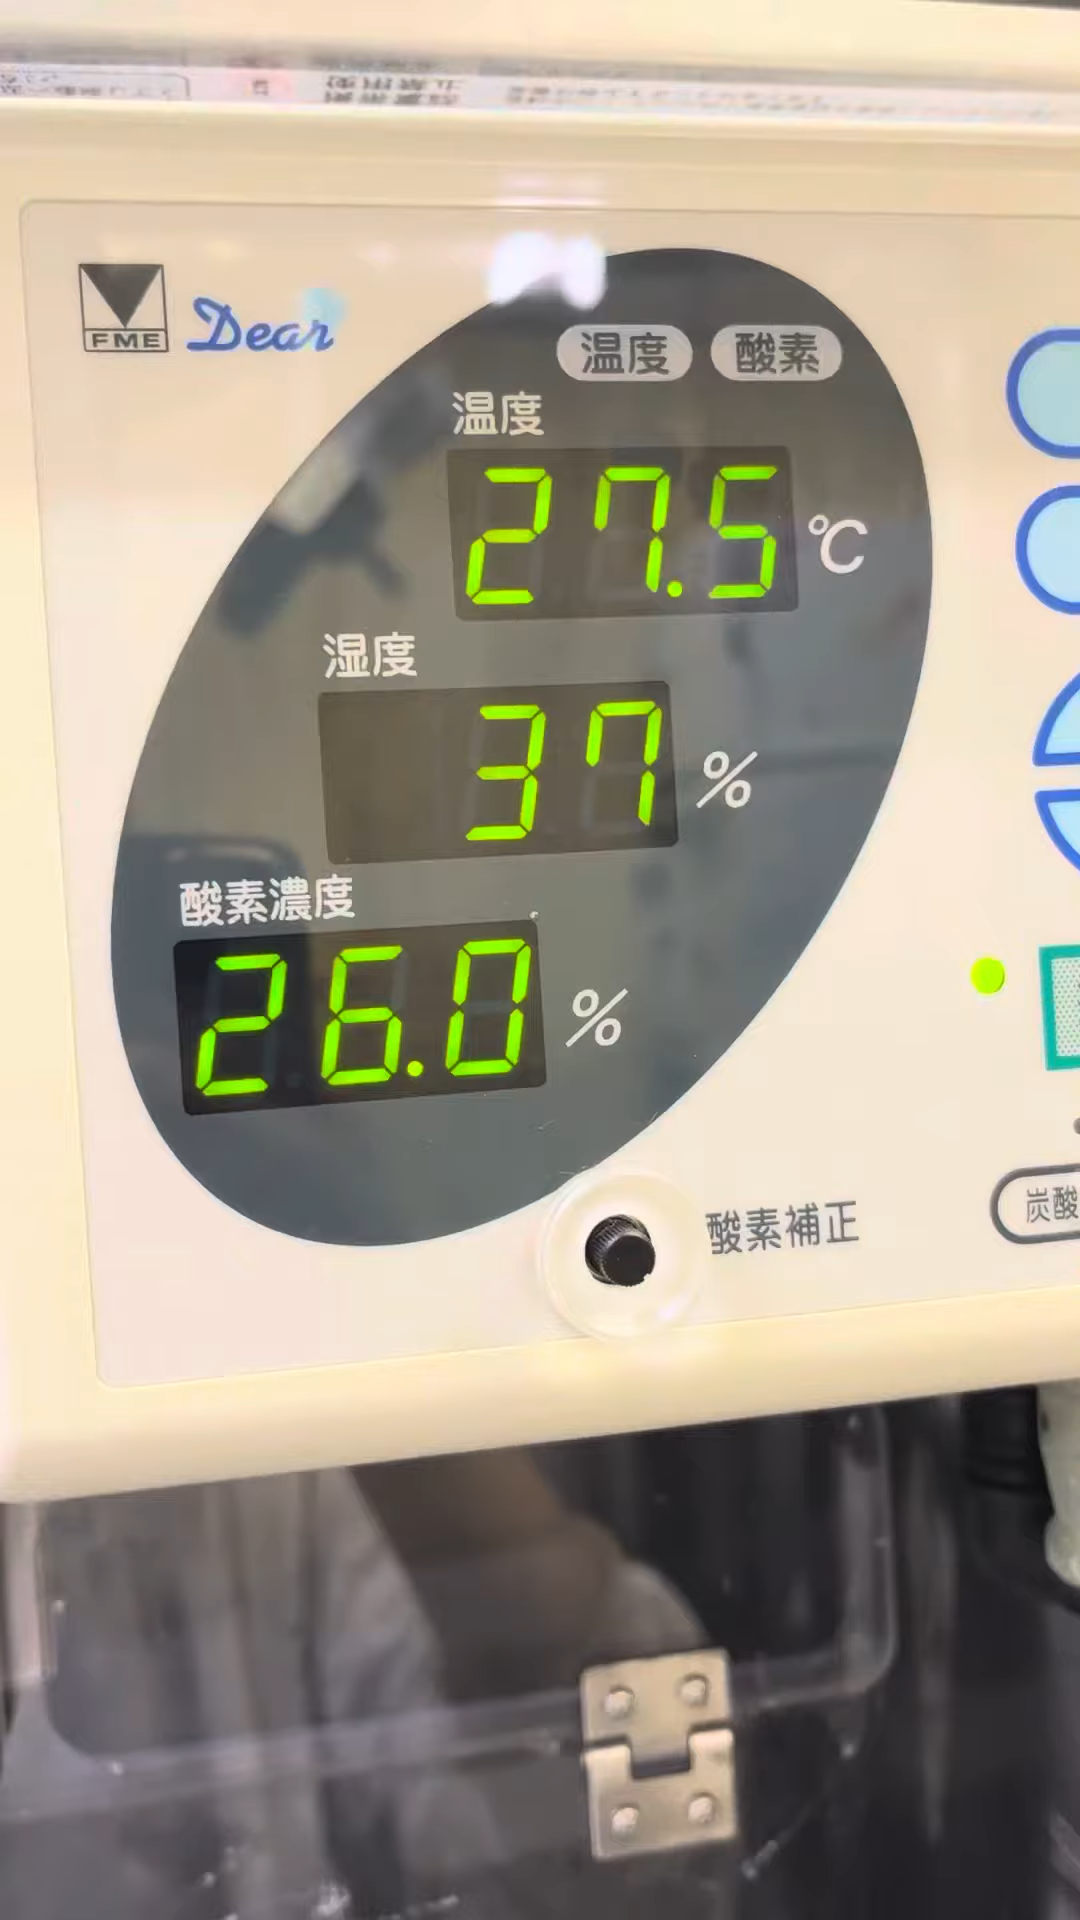 FME Dear
温度 酸素
温度
27.5 ℃
湿度
37 %
酸素濃度
26.0 %
酸素補正
炭酸